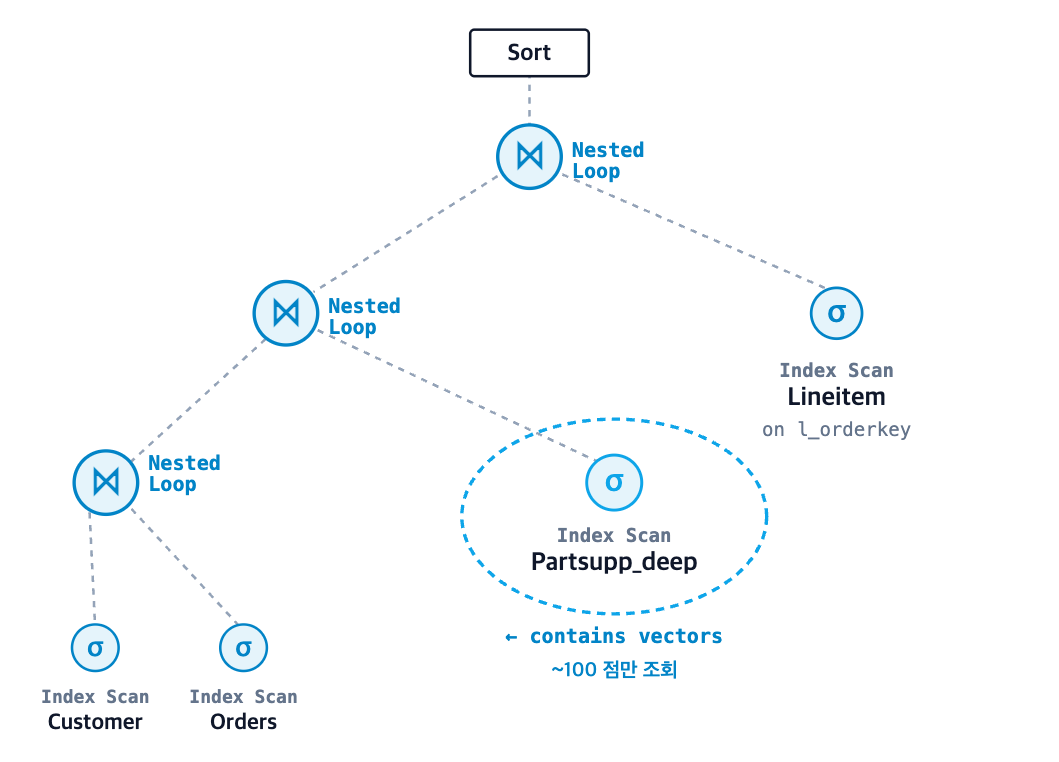 Sort
⋈
Nested
Loop
⋈
Nested
Loop
σ
Index Scan
Lineitem
on l_orderkey
⋈
Nested
Loop
σ
Index Scan
Partsupp_deep
← contains vectors
~100 점만 조회
σ
Index Scan
Customer
σ
Index Scan
Orders